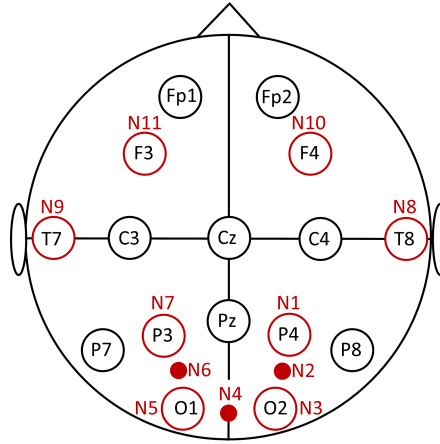 Fp1 Fp2
N11 N10
F3 F4
N9 N8
T7 C3 Cz C4 T8
N7 N1
P7 P3 Pz P4 P8
N6 N2
N4
N5 O1 O2 N3